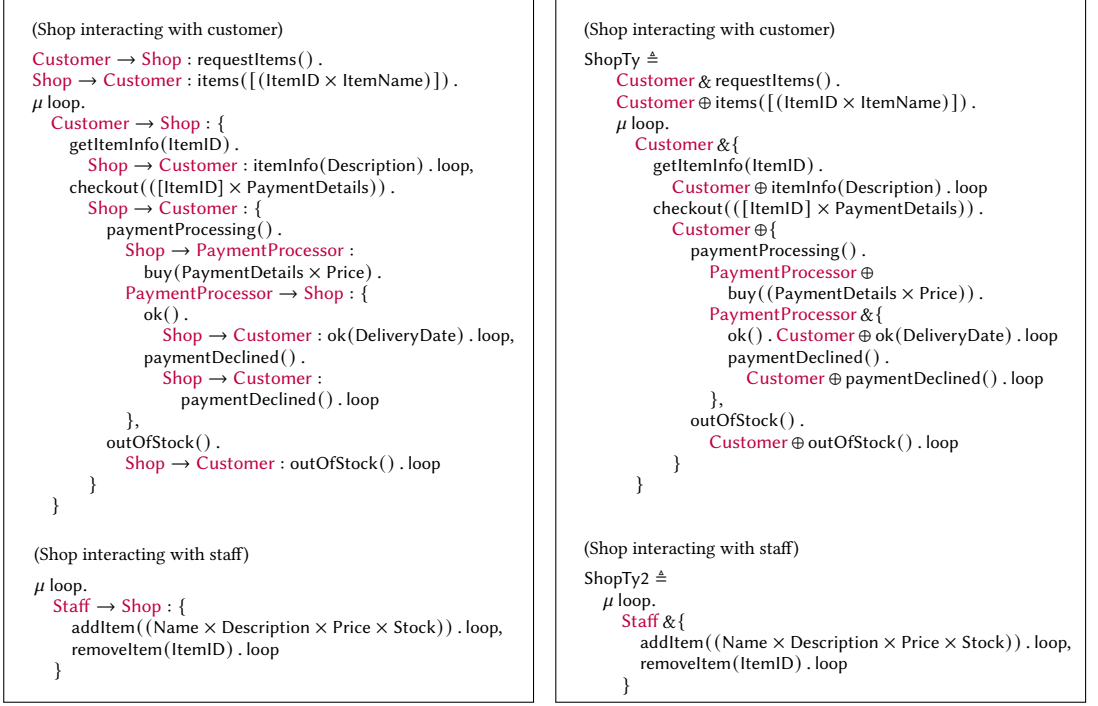 (Shop interacting with customer)
Customer → Shop : requestItems() .
Shop → Customer : items([(ItemID × ItemName)]) .
μ loop.
Customer → Shop : {
getItemInfo(ItemID) .
Shop → Customer : itemInfo(Description) . loop,
checkout(([ItemID] × PaymentDetails)) .
Shop → Customer : {
paymentProcessing() .
Shop → PaymentProcessor :
buy(PaymentDetails × Price) .
PaymentProcessor → Shop : {
ok() .
Shop → Customer : ok(DeliveryDate) . loop,
paymentDeclined() .
Shop → Customer :
paymentDeclined() . loop
},
outOfStock() .
Shop → Customer : outOfStock() . loop
}
}
(Shop interacting with staff)
μ loop.
Staff → Shop : {
addItem((Name × Description × Price × Stock)) . loop,
removeItem(ItemID) . loop
}
(Shop interacting with customer)
ShopTy ≜
Customer & requestItems() .
Customer ⊕ items([(ItemID × ItemName)]) .
μ loop.
Customer &{
getItemInfo(ItemID) .
Customer ⊕ itemInfo(Description) . loop
checkout(([ItemID] × PaymentDetails)) .
Customer ⊕{
paymentProcessing() .
PaymentProcessor ⊕
buy((PaymentDetails × Price)) .
PaymentProcessor &{
ok() . Customer ⊕ ok(DeliveryDate) . loop
paymentDeclined() .
Customer ⊕ paymentDeclined() . loop
},
outOfStock() .
Customer ⊕ outOfStock() . loop
}
}
(Shop interacting with staff)
ShopTy2 ≜
μ loop.
Staff &{
addItem((Name × Description × Price × Stock)) . loop,
removeItem(ItemID) . loop
}